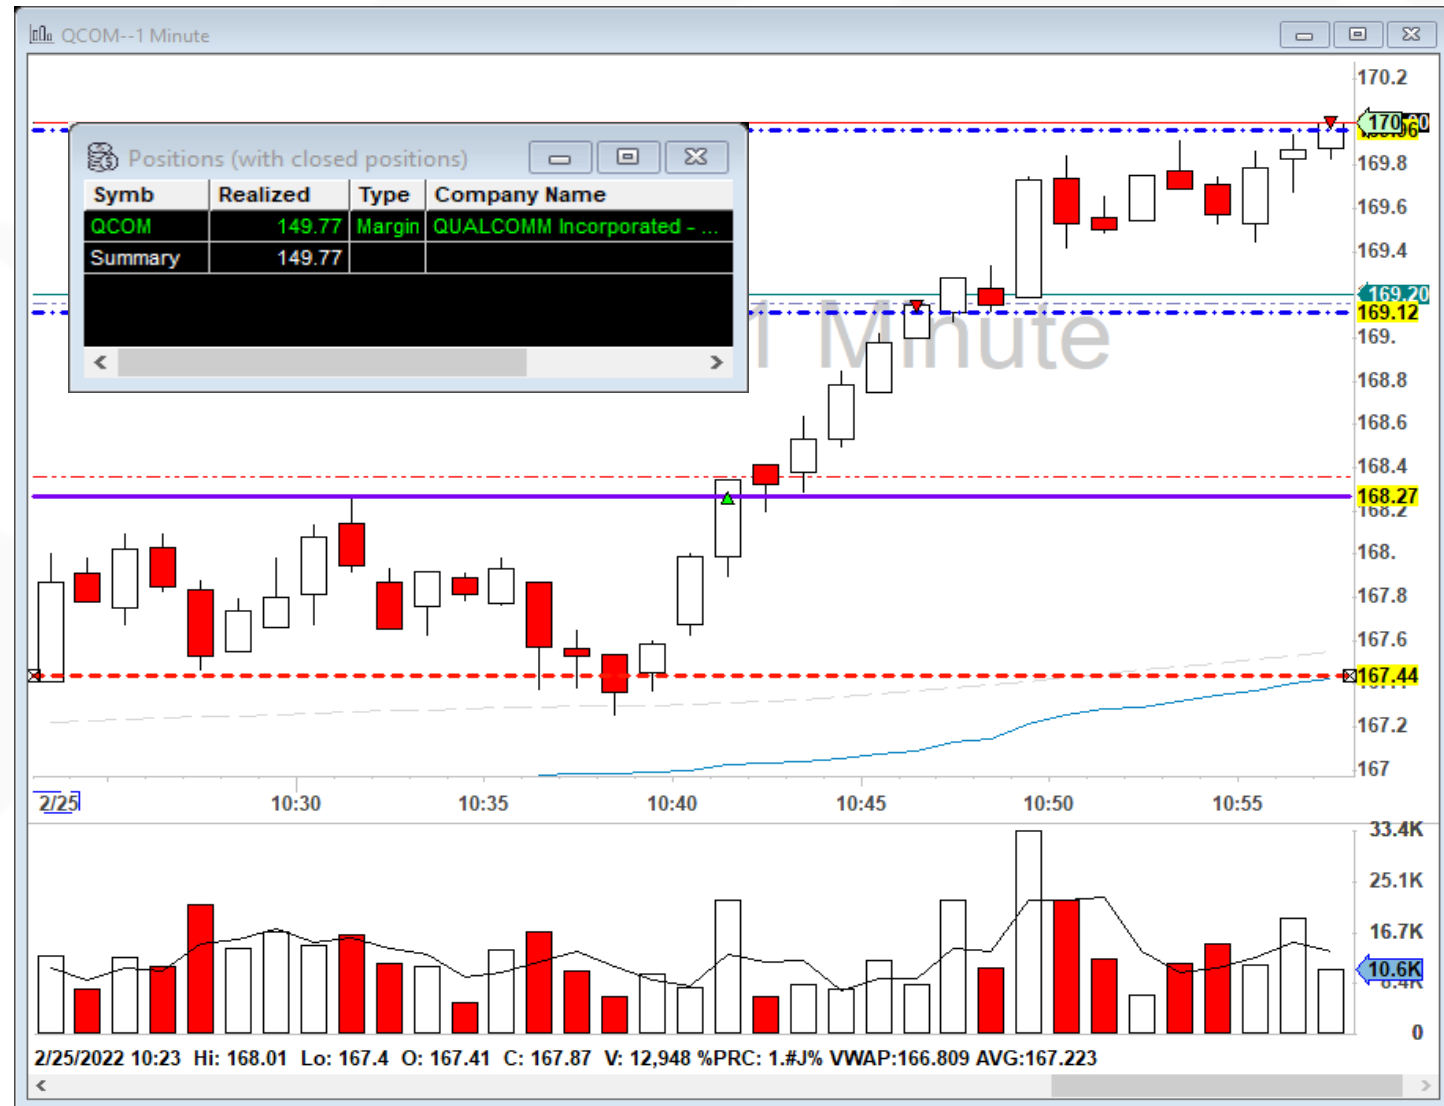 QCOM--1 Minute
170.2
170
169.8
Positions (with closed positions)
Symb Realized Type Company Name
QCOM 149.77 Margin QUALCOMM Incorporated - ...
Summary 149.77
169.6
169.4
169.20
169.12
1 Minute
169.
168.8
168.6
168.4
168.27
168.2
168.
167.8
167.6
167.44
167.2
167
2/25 10:30 10:35 10:40 10:45 10:50 10:55
33.4K
25.1K
16.7K
10.6K
8.4K
0
2/25/2022 10:23 Hi: 168.01 Lo: 167.4 O: 167.41 C: 167.87 V: 12,948 %PRC: 1.#J% VWAP:166.809 AVG:167.223